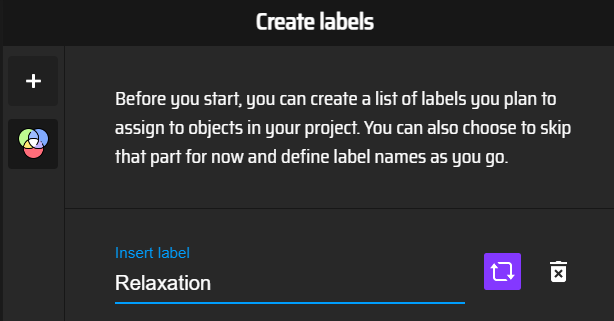 Create labels
Before you start, you can create a list of labels you plan to
assign to objects in your project. You can also choose to skip
that part for now and define label names as you go.
Insert label
Relaxation